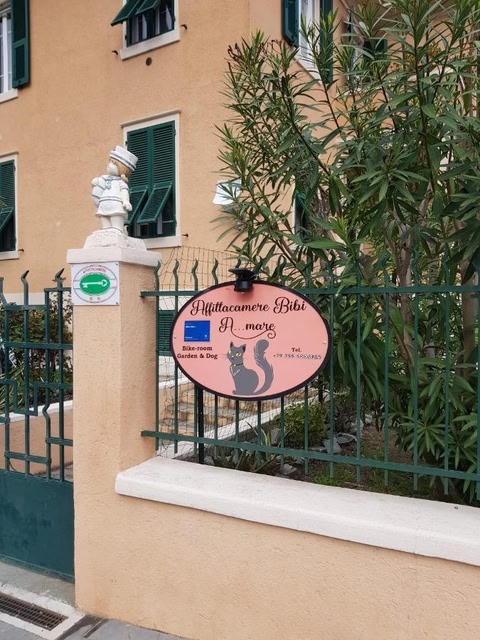 Affittacamere Bibi
A...mare
Bike-room
Garden & Dog
Tel.